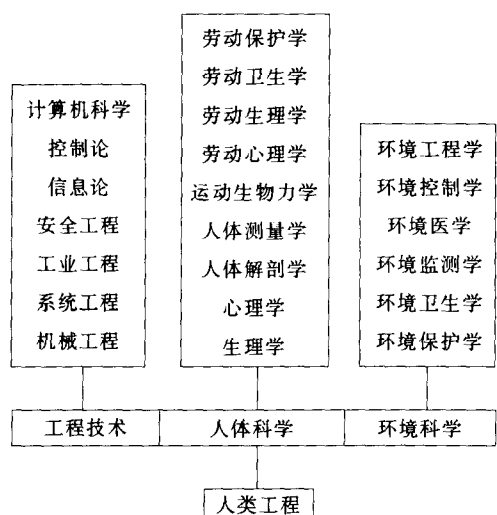 劳动保护学
劳动卫生学
劳动生理学
劳动心理学
运动生物力学
人体测量学
人体解剖学
心理学
生理学
计算机科学
控制论
信息论
安全工程
工业工程
系统工程
机械工程
环境工程学
环境控制学
环境医学
环境监测学
环境卫生学
环境保护学
工程技术
人体科学
环境科学
人类工程